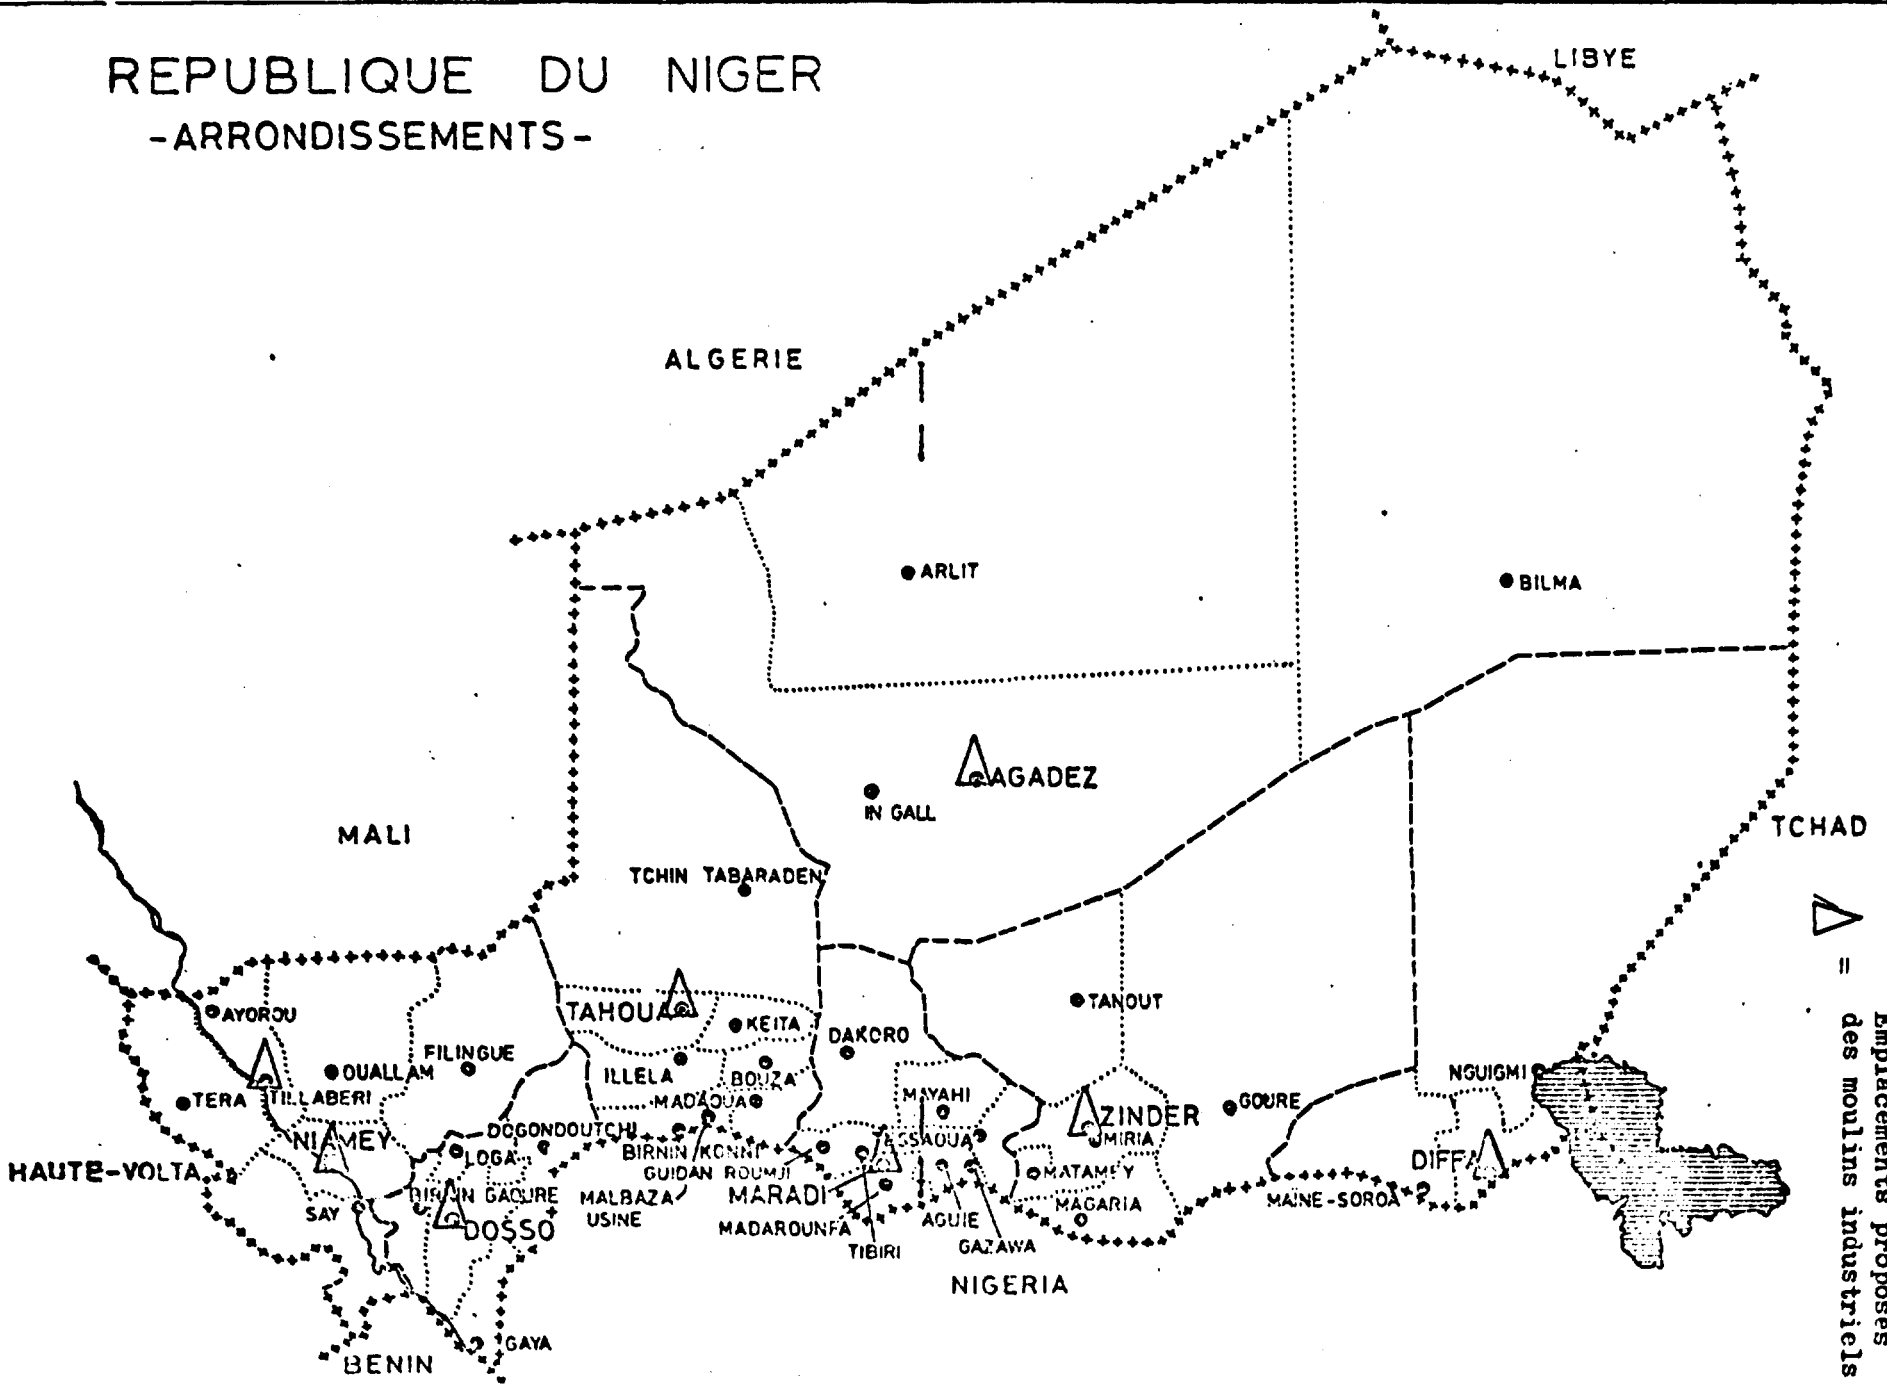 REPUBLIQUE DU NIGER
-ARRONDISSEMENTS-
LIBYE
ALGERIE
ARLIT
BILMA
AGADEZ
IN GALL
MALI
TCHAD
TCHIN TABARADEN
TAHOUA
KEITA
TANOUT
AYOROU
DAKORO
FILINGUE
OUALLAM
ILLELA
BOUZA
NGUIGMI
TERA
TILLABERI
MADAOUA
MAYAHI
GOURE
ZINDER
NIAMEY
DOGONDOUTCHI
LOGA
BIRNIN KONNI
MIRIA
HAUTE-VOLTA
GUIDAN ROUMJI
MATAMEY
DIFFA
BIRNIN GAOURE
MALBAZA
USINE
MARADI
MAINE-SOROA
SAY
DOSSO
MADAROUNFA
AGUIE
MAGARIA
TIBIRI
GAZAWA
NIGERIA
GAYA
BENIN
= Emplacements proposes
des moulins industriels